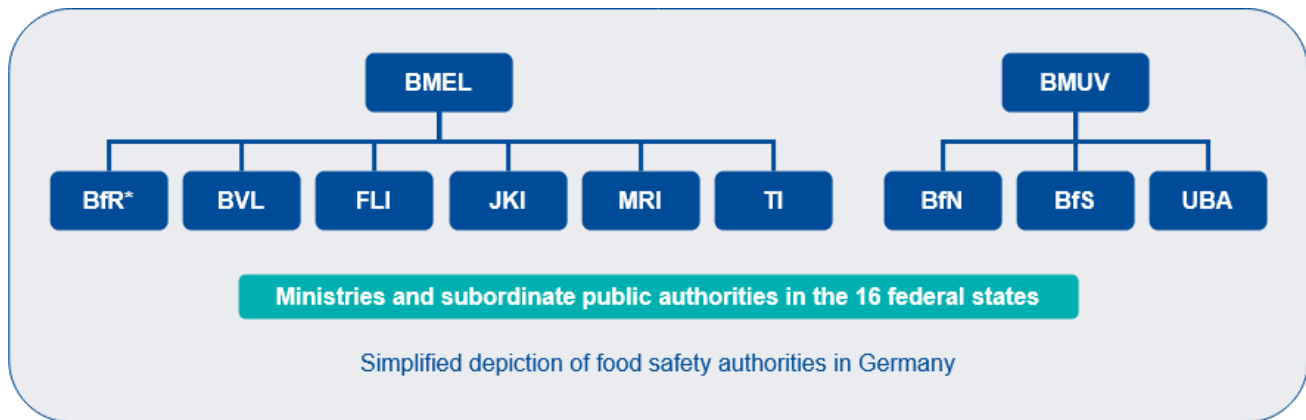 BMEL
BMUV
BfR*
BVL
FLI
JKI
MRI
TI
BfN
BfS
UBA
Ministries and subordinate public authorities in the 16 federal states
Simplified depiction of food safety authorities in Germany